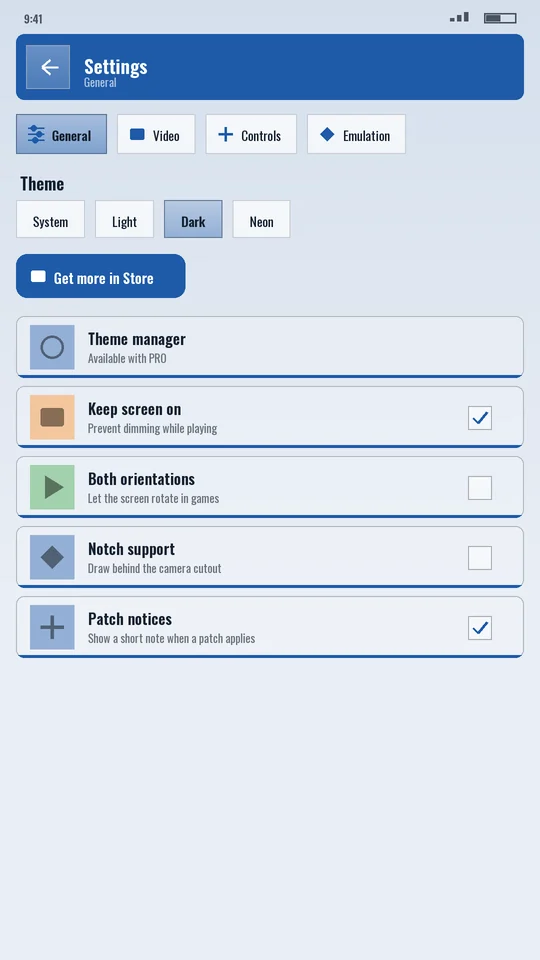 9:41
Settings
General
General
Video
Controls
Emulation
Theme
System
Light
Dark
Neon
Get more in Store
Theme manager
Available with PRO
Keep screen on
Prevent dimming while playing
Both orientations
Let the screen rotate in games
Notch support
Draw behind the camera cutout
Patch notices
Show a short note when a patch applies